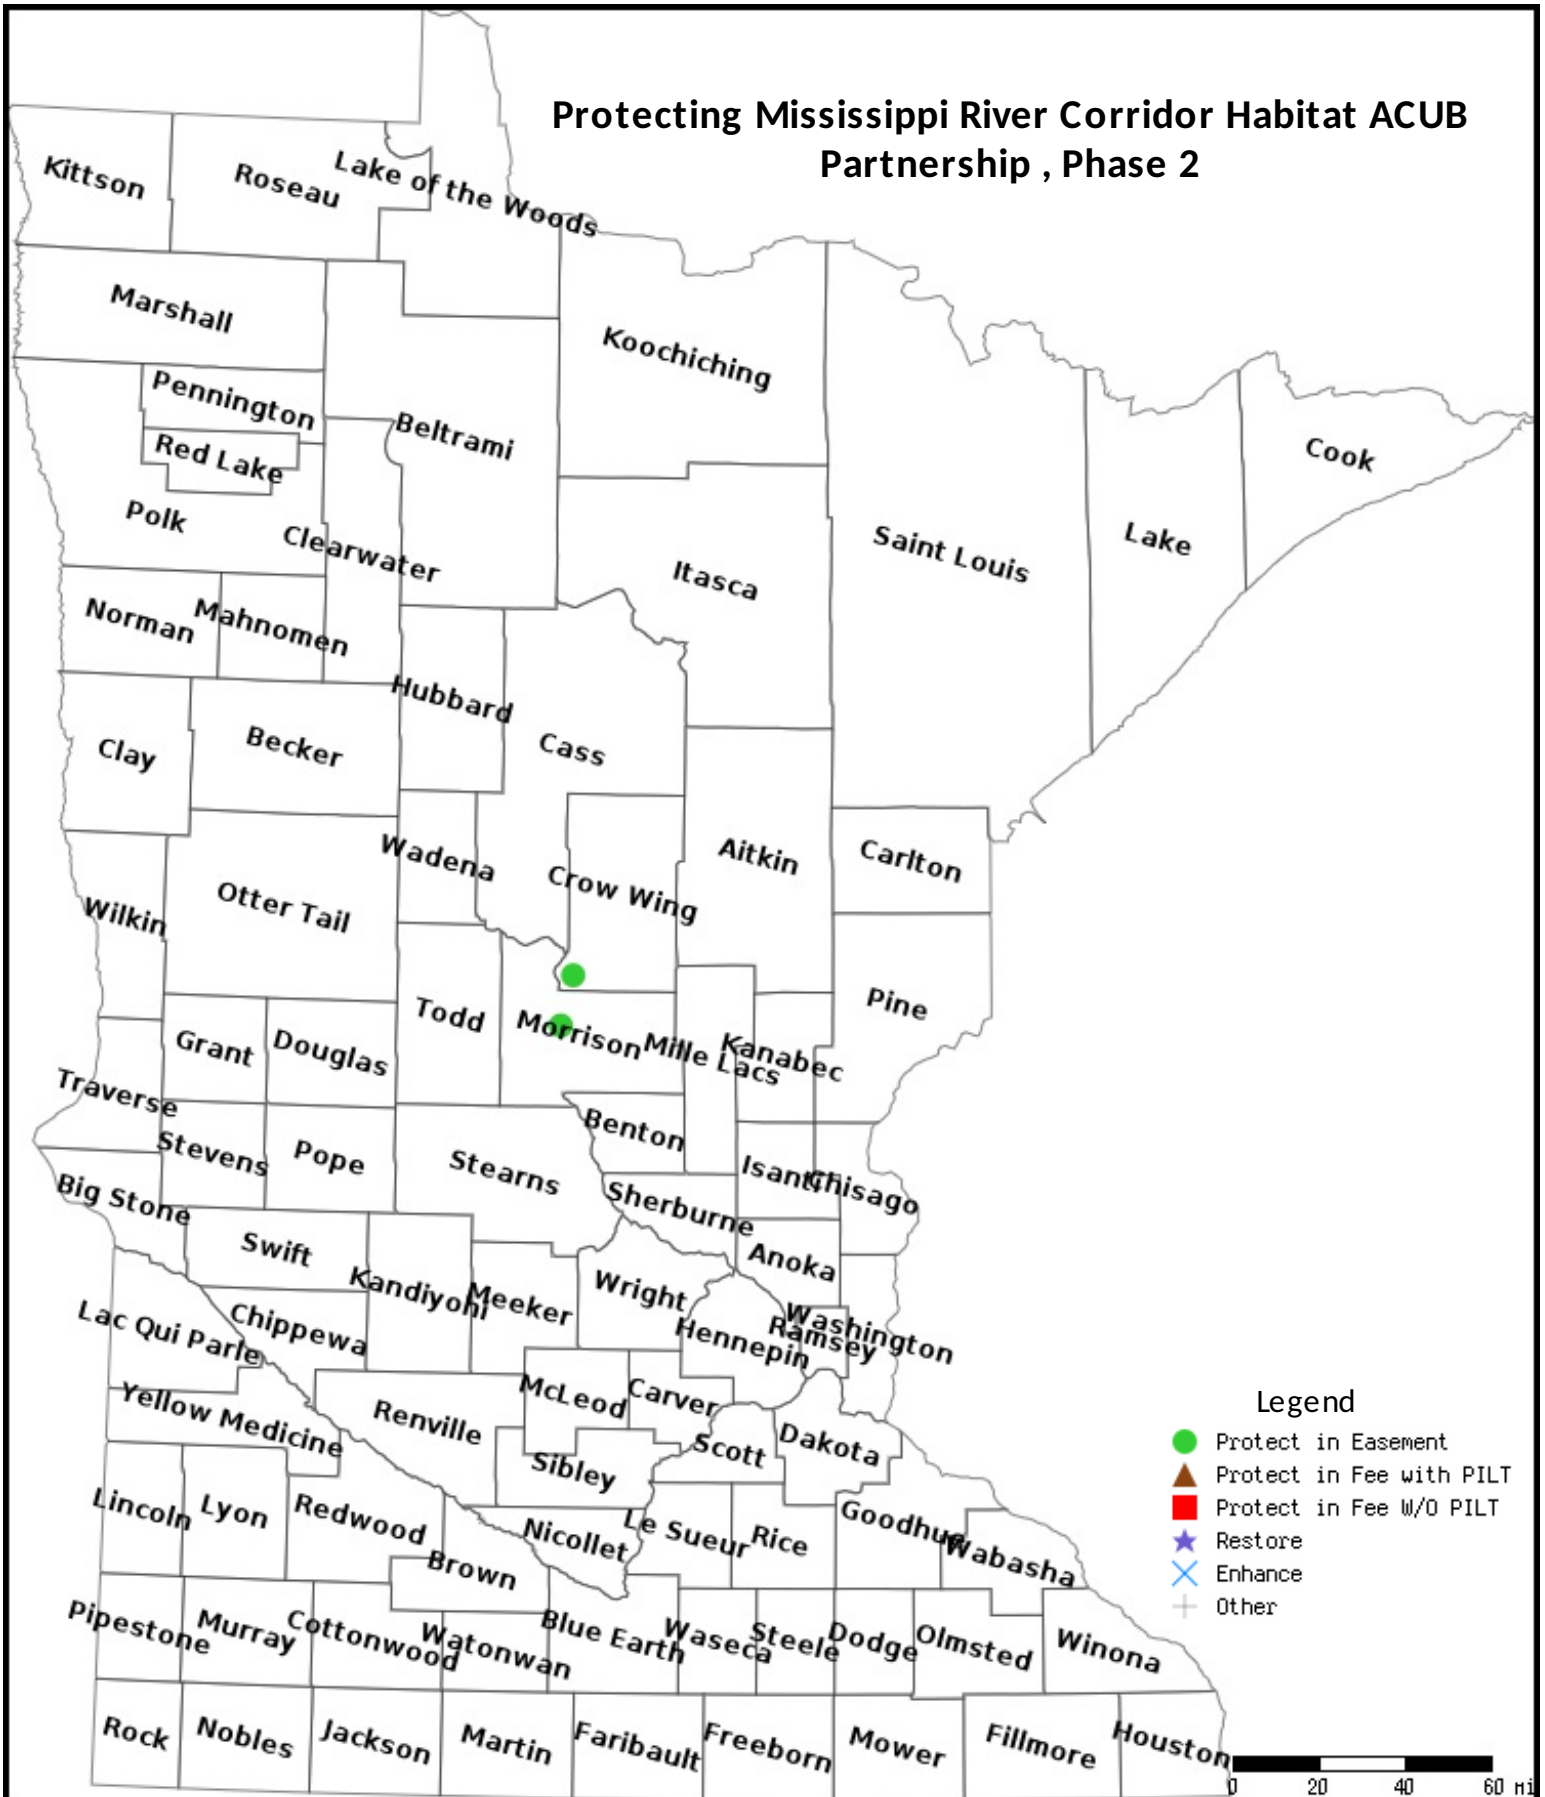 Protecting Mississippi River Corridor Habitat ACUB
Partnership , Phase 2
Kittson
Roseau
Lake of the Woods
Marshall
Koochiching
Pennington
Beltrami
Red Lake
Cook
Polk
Clearwater
Saint Louis
Lake
Itasca
Norman
Mahnomen
Hubbard
Clay
Becker
Cass
Wadena
Aitkin
Carlton
Crow Wing
Otter Tail
Wilkin
Todd
Morrison
Pine
Grant
Douglas
Mille Lacs
Kanabec
Traverse
Benton
Stevens
Pope
Stearns
Isanti
Chisago
Big Stone
Sherburne
Swift
Anoka
Kandiyohi
Meeker
Wright
Lac Qui Parle
Chippewa
Washington
Ramsey
Hennepin
McLeod
Carver
Yellow Medicine
Renville
Scott
Dakota
Sibley
Lincoln
Lyon
Redwood
Nicollet
Le Sueur
Rice
Goodhue
Wabasha
Brown
Pipestone
Murray
Cottonwood
Watonwan
Blue Earth
Waseca
Steele
Dodge
Olmsted
Winona
Rock
Nobles
Jackson
Martin
Faribault
Freeborn
Mower
Fillmore
Houston
Legend
Protect in Easement
Protect in Fee with PILT
Protect in Fee W/O PILT
Restore
Enhance
Other
0 20 40 60 mi